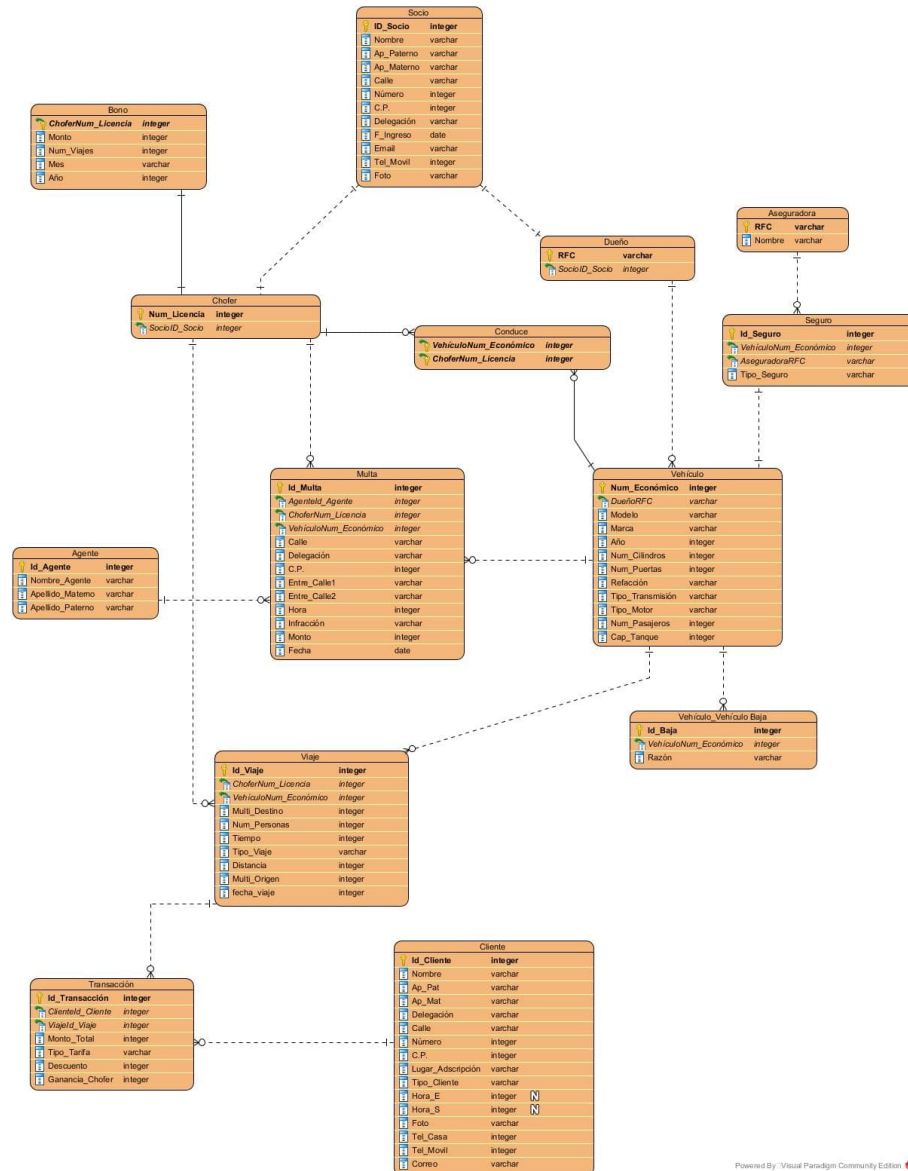 Socio
ID_Socio integer
Nombre varchar
Ap_Paterno varchar
Ap_Materno varchar
Calle varchar
Número integer
C.P. integer
Delegación varchar
F_Ingreso date
Email varchar
Tel_Movil integer
Foto varchar
Bono
ChoferNum_Licencia integer
Monto integer
Num_Viajes integer
Mes varchar
Año integer
Aseguradora
RFC varchar
Nombre varchar
Dueño
RFC varchar
SocioID_Socio integer
Chofer
Num_Licencia integer
SocioID_Socio integer
Conduce
VehículoNum_Económico integer
ChoferNum_Licencia integer
Seguro
Id_Seguro integer
VehículoNum_Económico integer
AseguradoraRFC varchar
Tipo_Seguro varchar
Multa
Id_Multa integer
AgenteId_Agente integer
ChoferNum_Licencia integer
VehículoNum_Económico integer
Calle varchar
Delegación varchar
C.P. integer
Entre_Calle1 varchar
Entre_Calle2 varchar
Hora integer
Infracción varchar
Monto integer
Fecha date
Vehículo
Num_Económico integer
DueñoRFC varchar
Modelo varchar
Marca varchar
Año integer
Num_Cilindros integer
Num_Puertas integer
Refacción varchar
Tipo_Transmisión varchar
Tipo_Motor varchar
Num_Pasajeros integer
Cap_Tanque integer
Agente
Id_Agente integer
Nombre_Agente varchar
Apellido_Materno varchar
Apellido_Paterno varchar
Vehículo_Vehículo Baja
Id_Baja integer
VehículoNum_Económico integer
Razón varchar
Viaje
Id_Viaje integer
ChoferNum_Licencia integer
VehículoNum_Económico integer
Multi_Destino integer
Num_Personas integer
Tiempo integer
Tipo_Viaje varchar
Distancia integer
Multi_Origen integer
fecha_viaje integer
Transacción
Id_Transacción integer
ClienteId_Cliente integer
ViajeId_Viaje integer
Monto_Total integer
Tipo_Tarifa varchar
Descuento integer
Ganancia_Chofer integer
Cliente
Id_Cliente integer
Nombre varchar
Ap_Pat varchar
Ap_Mat varchar
Delegación varchar
Calle varchar
Número integer
C.P. integer
Lugar_Adscripción varchar
Tipo_Cliente varchar
Hora_E integer N
Hora_S integer N
Foto varchar
Tel_Casa integer
Tel_Movil integer
Correo varchar
Powered By Visual Paradigm Community Edition